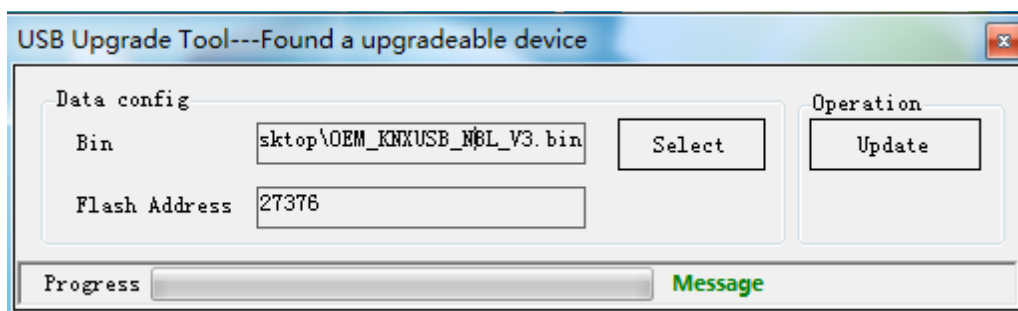 USB Upgrade Tool---Found a upgradeable device
Data config
Operation
Bin
sktop\OEM_KNXUSB_NBL_V3.bin
Select
Update
Flash Address
27376
Progress
Message